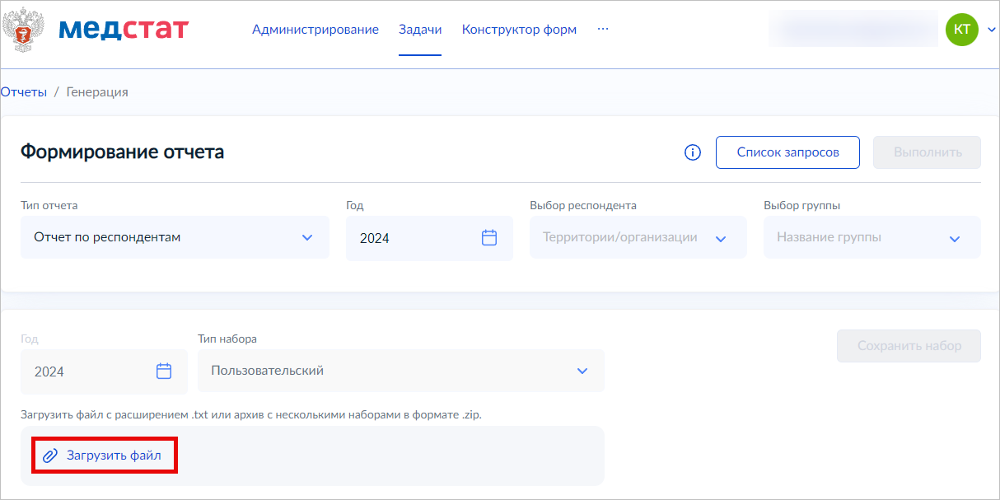 медстат
Администрирование Задачи Конструктор форм ... КТ
Отчеты / Генерация
Формирование отчета
Список запросов Выполнить
Тип отчета Год Выбор респондента Выбор группы
Отчет по респондентам 2024 Территории/организации Название группы
Год Тип набора
Сохранить набор
2024 Пользовательский
Загрузить файл с расширением .txt или архив с несколькими наборами в формате .zip.
Загрузить файл